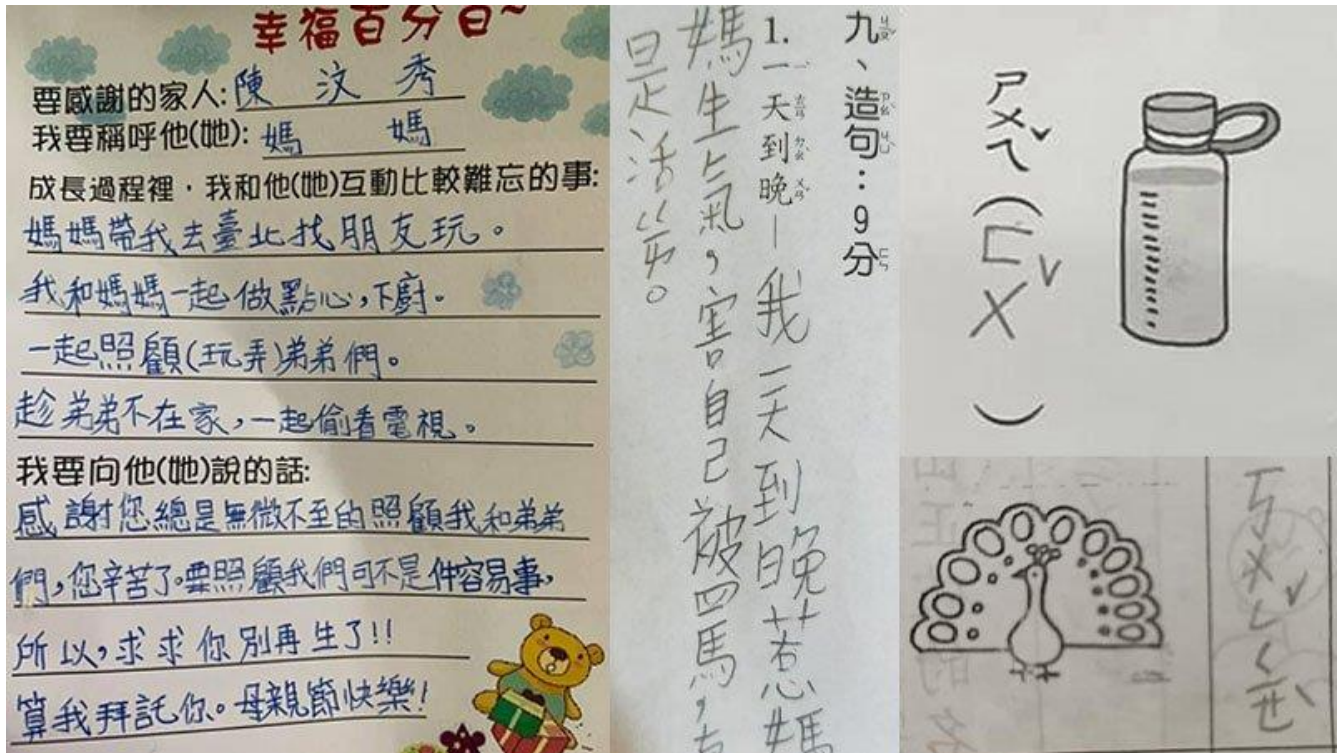 幸福百分百~
要感謝的家人:陳汶秀
我要稱呼他(她):媽媽
成長過程裡,我和他(她)互動比較難忘的事:
媽媽帶我去臺北找朋友玩。
我和媽媽一起做點心,下廚。
一起照顧(玩弄)弟弟們。
趁弟弟不在家,一起偷看電視。
我要向他(她)說的話:
感謝您總是無微不至的照顧我和弟弟
們,您辛苦了。要照顧我們可不是件容易事,
所以,求求你別再生了!!
算我拜託你。母親節快樂!
九、造句:9分
1.一天到晚—我一天到晚惹媽
媽生氣,害自己被罵,真
是活ㄍㄞ。
ㄕㄨㄟˇ(ㄈㄨˇ)
ㄎㄨㄥˇㄑㄩㄝˋ